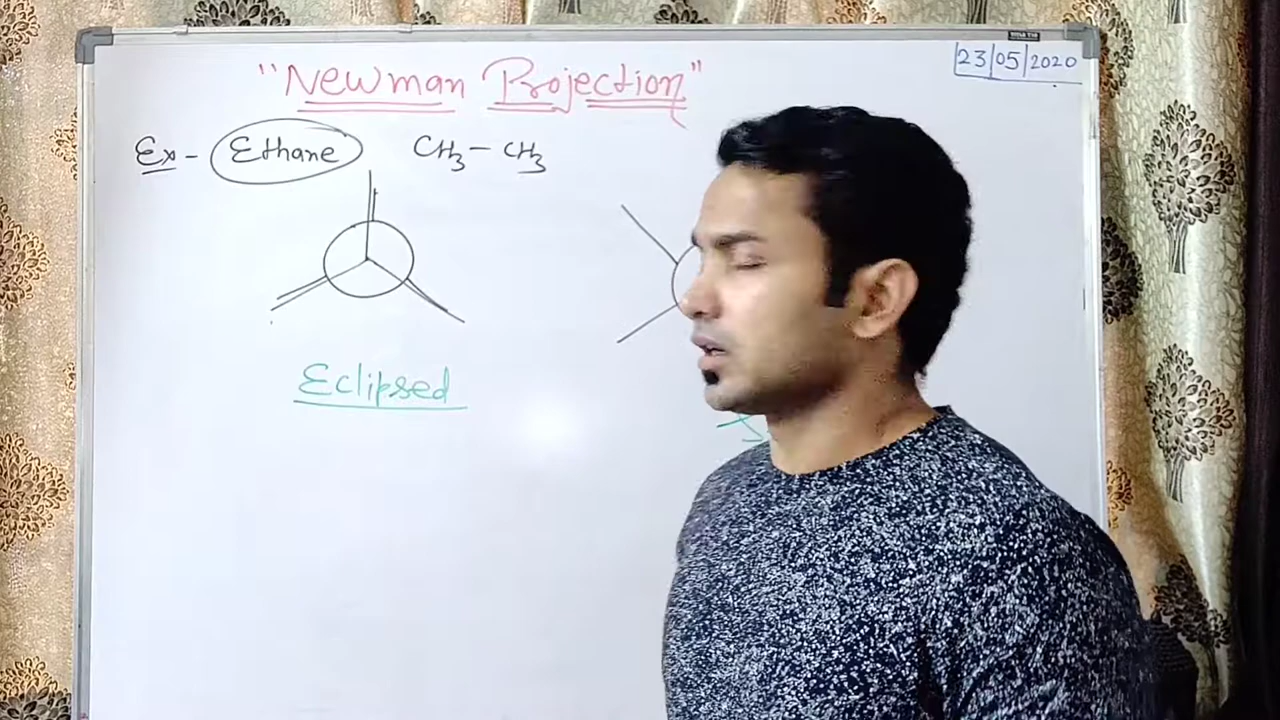 "Newman Projection"
23/05/2020
Ex- Ethane CH3-CH3
Eclipsed